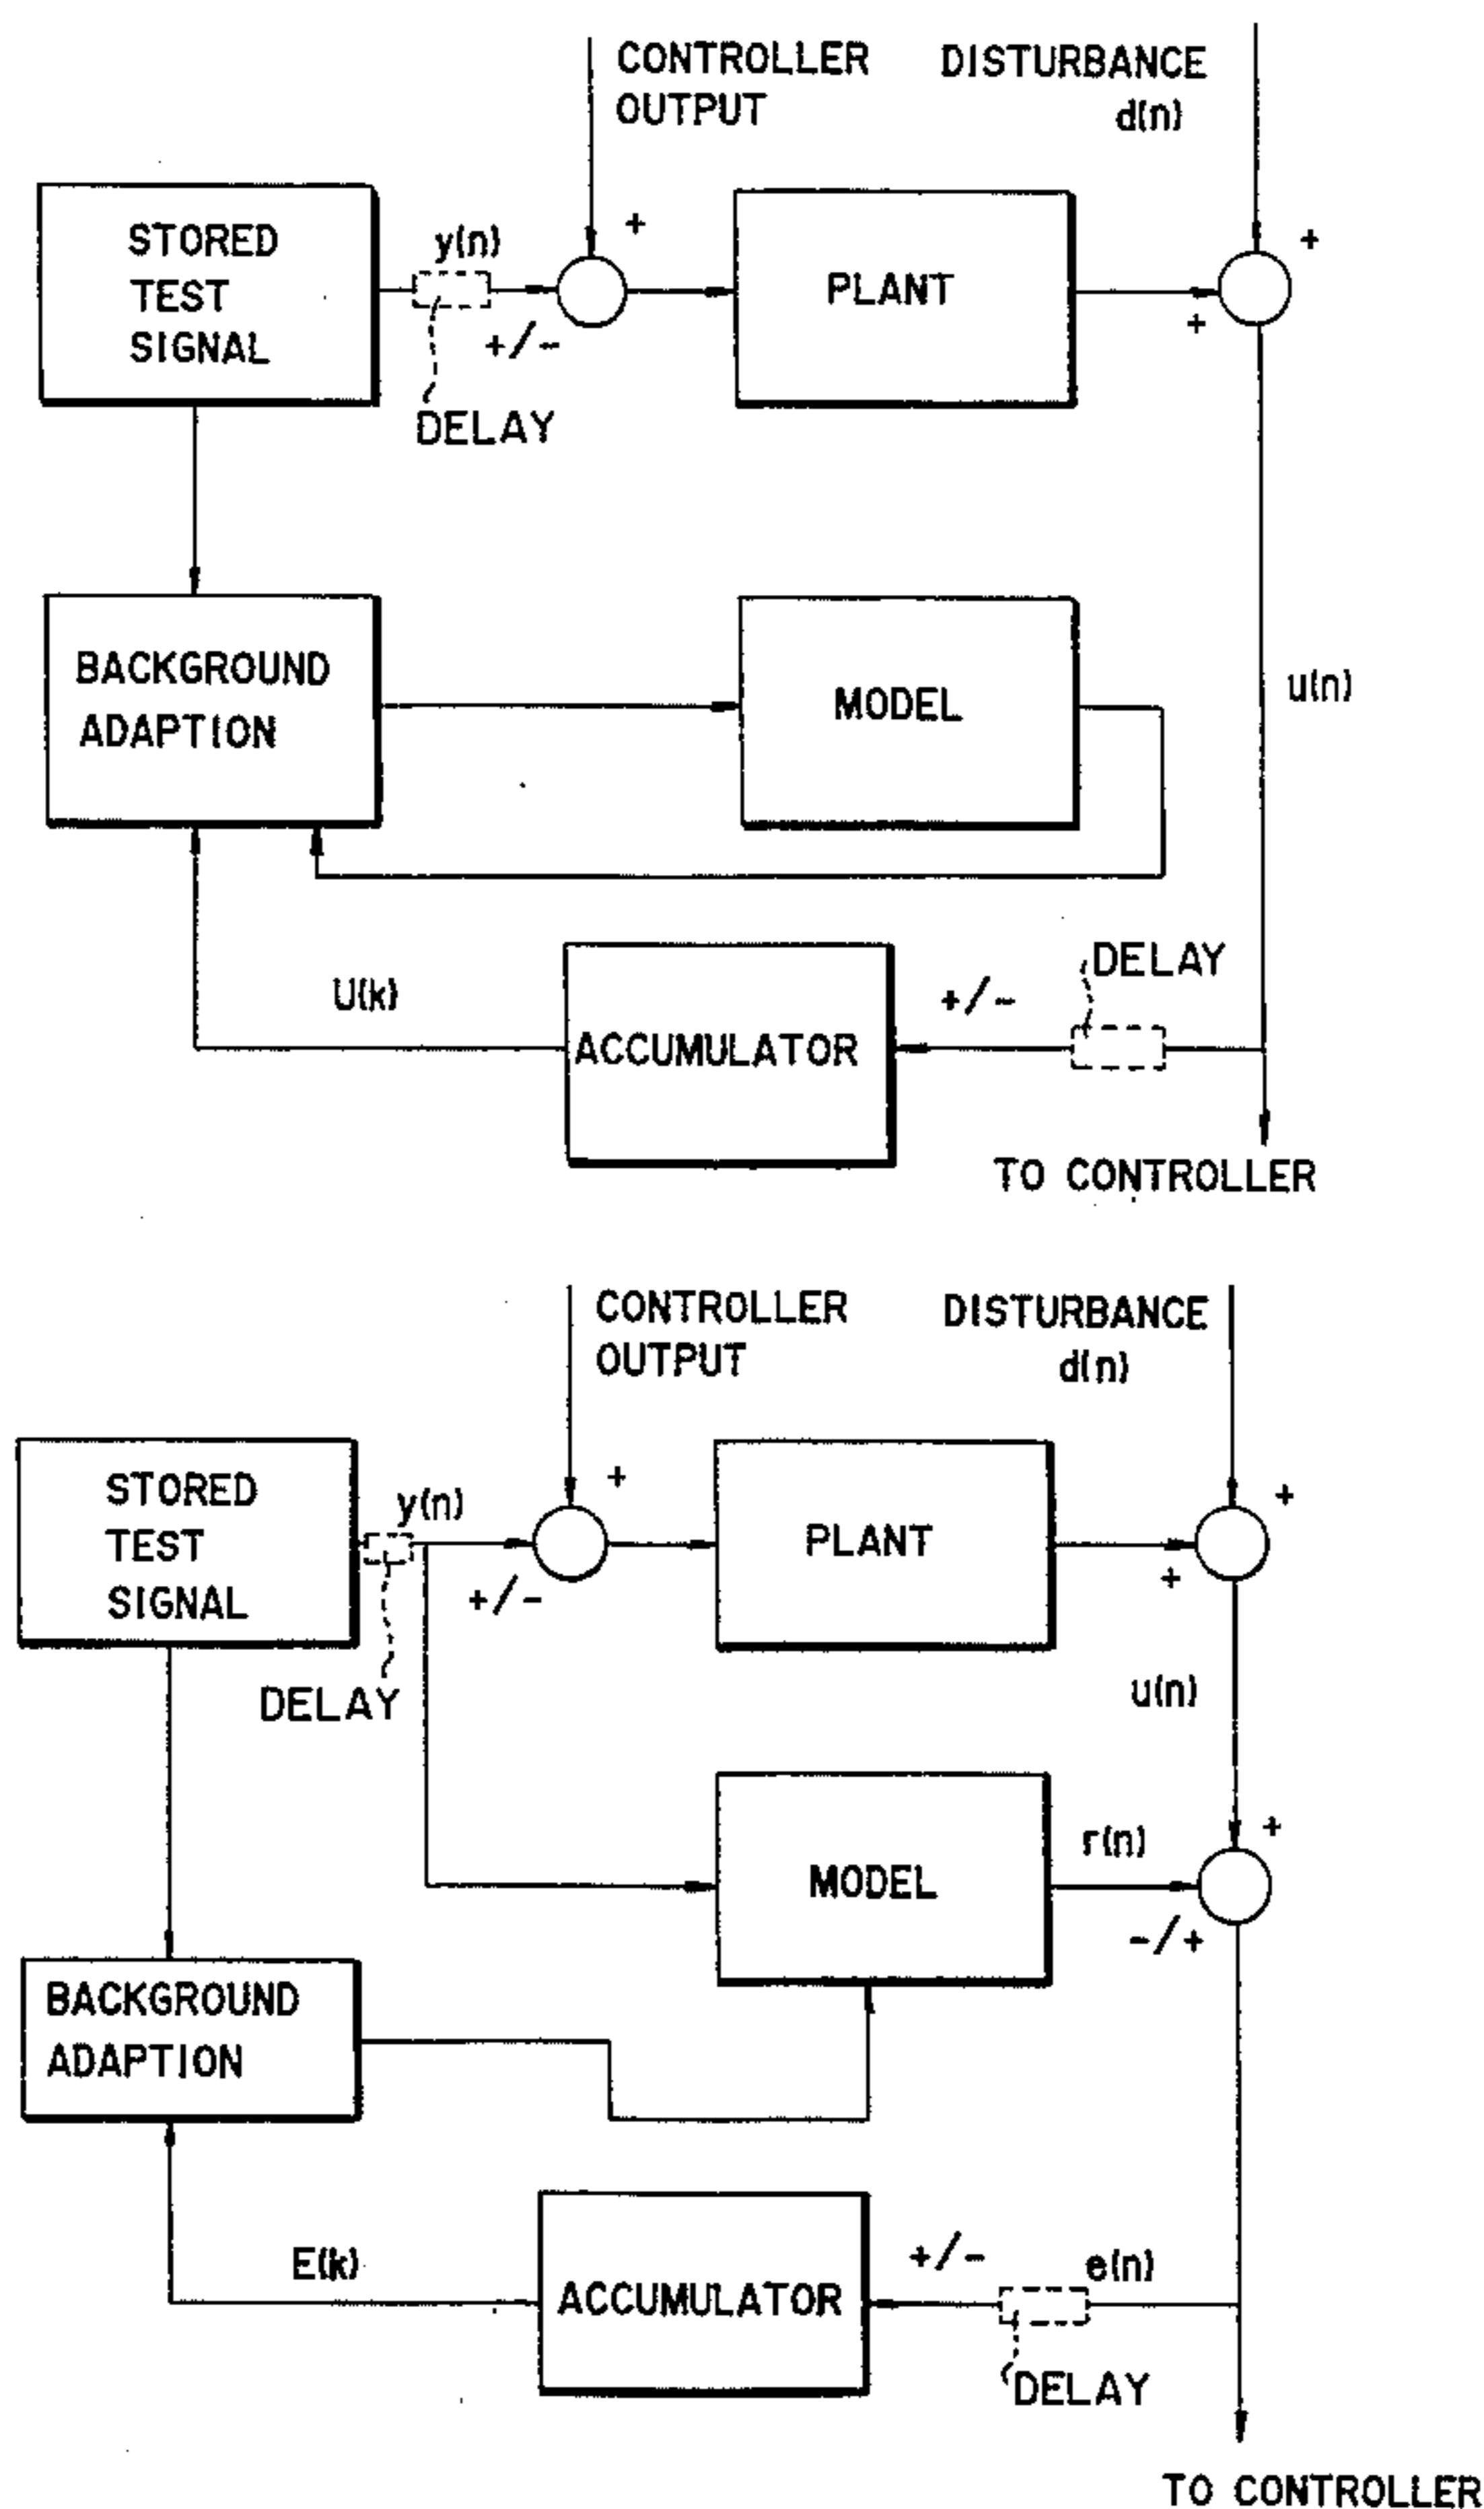 CONTROLLER
OUTPUT
DISTURBANCE
d(n)
STORED
TEST
SIGNAL
y(n)
+
+/-
DELAY
PLANT
+
+
BACKGROUND
ADAPTION
MODEL
u(n)
U(k)
ACCUMULATOR
+/-
DELAY
TO CONTROLLER
CONTROLLER
OUTPUT
DISTURBANCE
d(n)
STORED
TEST
SIGNAL
y(n)
+
+/-
DELAY
PLANT
+
+
u(n)
MODEL
r(n)
+
-/+
BACKGROUND
ADAPTION
E(k)
ACCUMULATOR
+/-
e(n)
DELAY
TO CONTROLLER